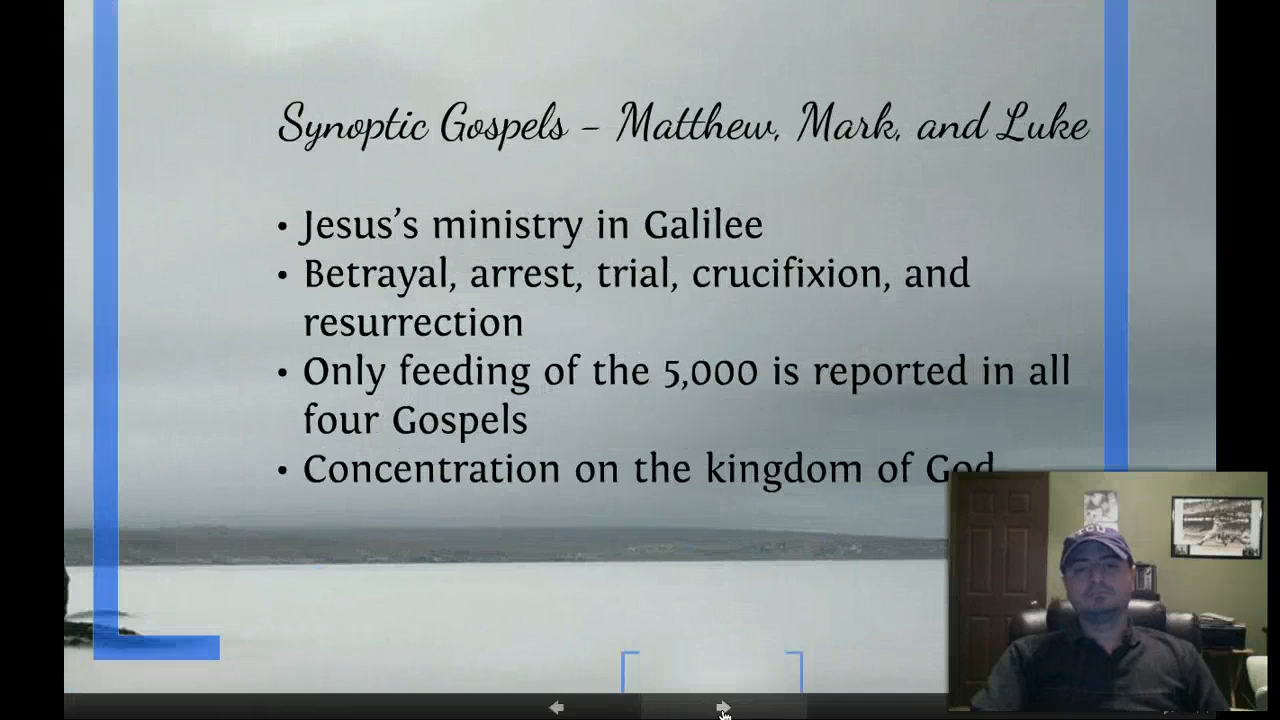 Synoptic Gospels – Matthew, Mark, and Luke
• Jesus’s ministry in Galilee
• Betrayal, arrest, trial, crucifixion, and
resurrection
• Only feeding of the 5,000 is reported in all
four Gospels
• Concentration on the kingdom of God
TCU